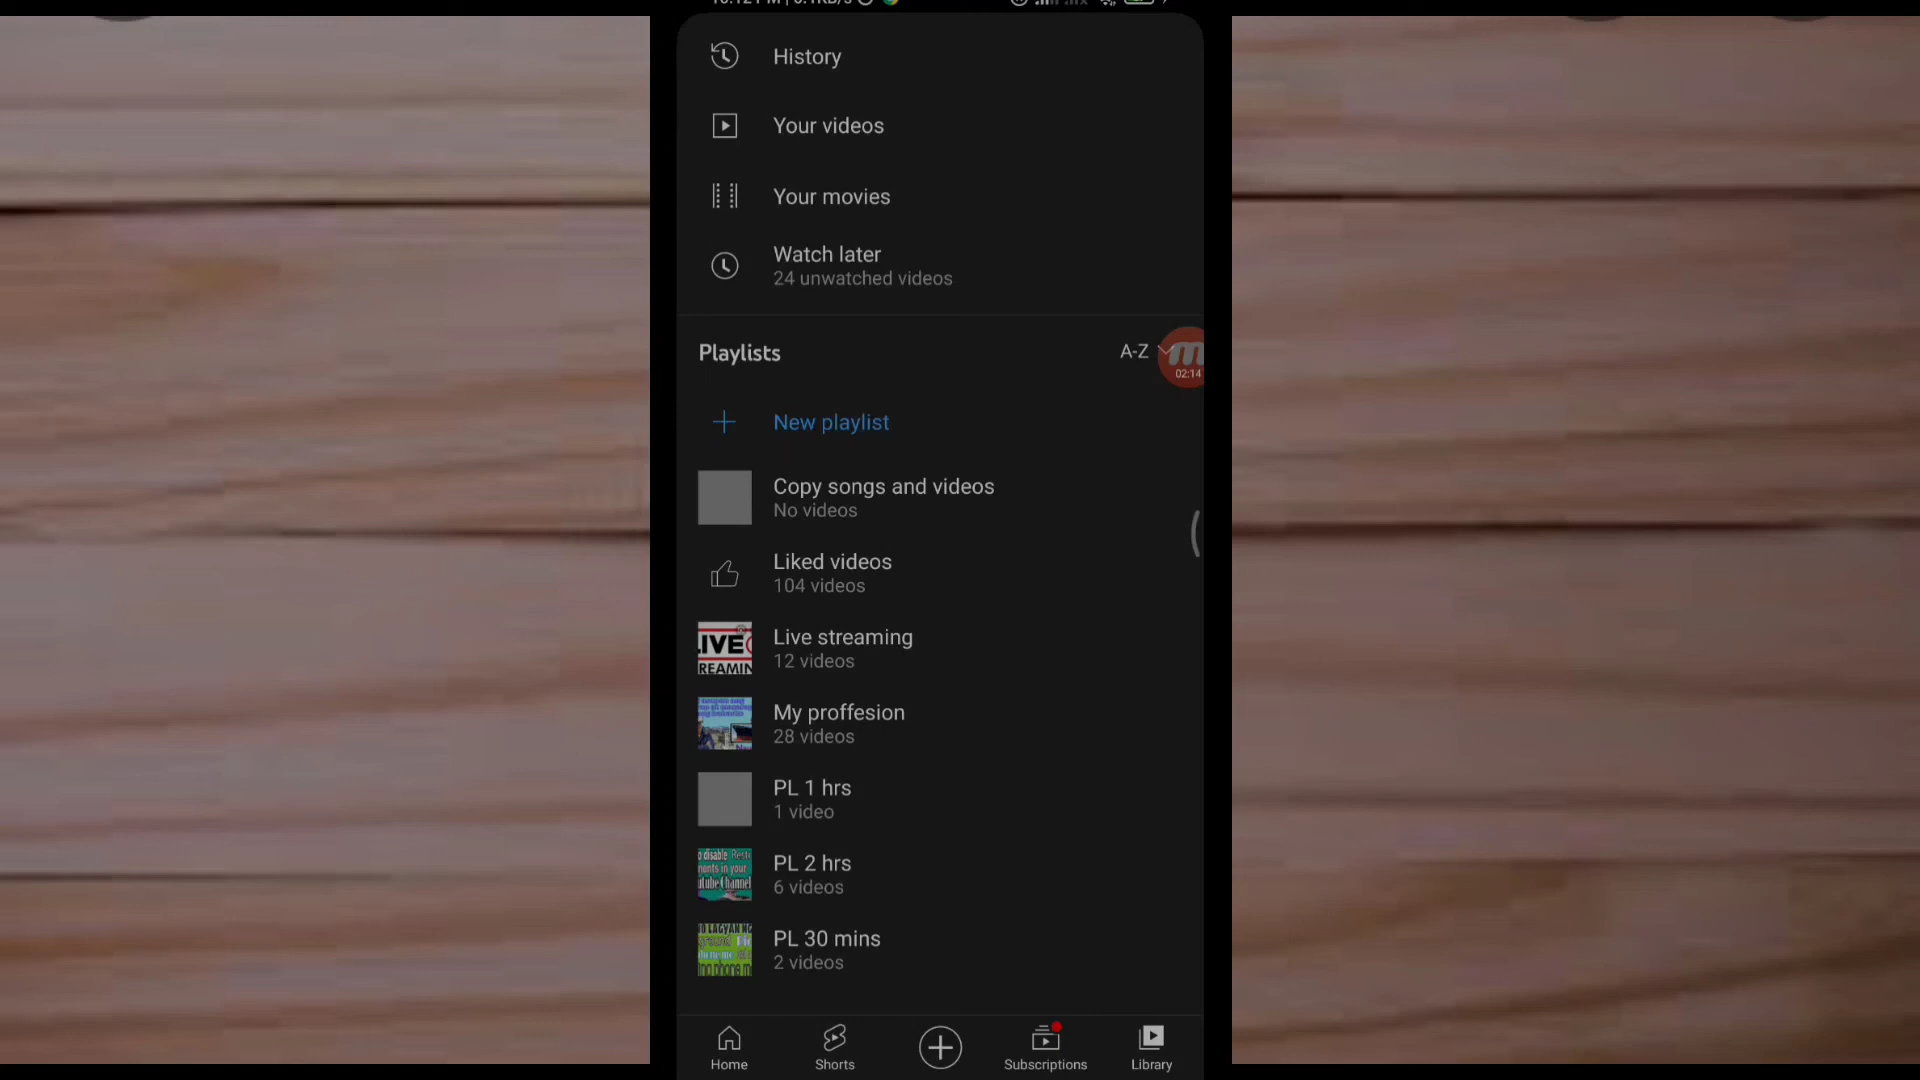 History
Your videos
Your movies
Watch later
24 unwatched videos
Playlists
A-Z
02:14
New playlist
Copy songs and videos
No videos
Liked videos
104 videos
Live streaming
12 videos
My proffesion
28 videos
PL 1 hrs
1 video
PL 2 hrs
6 videos
PL 30 mins
2 videos
Home
Shorts
Subscriptions
Library